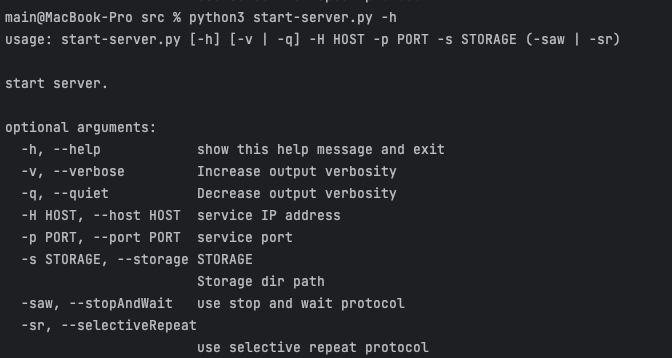 main@MacBook-Pro src % python3 start-server.py -h
usage: start-server.py [-h] [-v | -q] -H HOST -p PORT -s STORAGE (-saw | -sr)
start server.
optional arguments:
-h, --help show this help message and exit
-v, --verbose Increase output verbosity
-q, --quiet Decrease output verbosity
-H HOST, --host HOST service IP address
-p PORT, --port PORT service port
-s STORAGE, --storage STORAGE
Storage dir path
-saw, --stopAndWait use stop and wait protocol
-sr, --selectiveRepeat
use selective repeat protocol